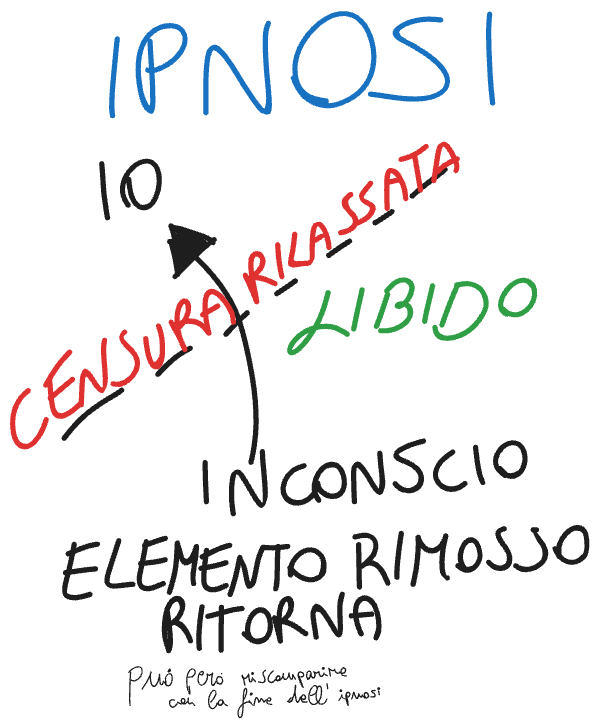 IPNOSI
IO
CENSURA RILASSATA
LIBIDO
INCONSCIO
ELEMENTO RIMOSSO
RITORNA
Può però riscomparire
con la fine dell' ipnosi